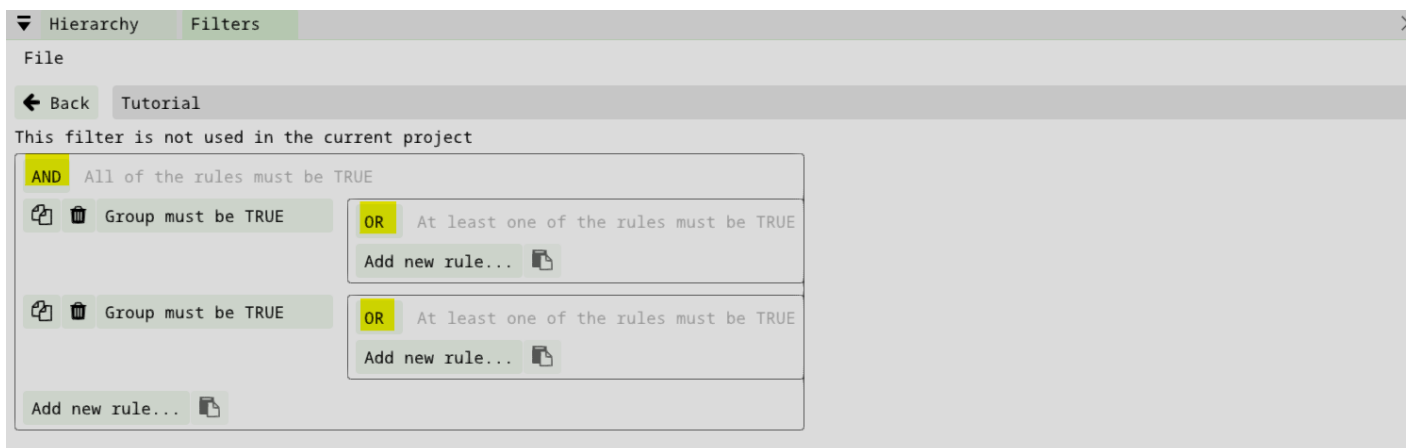 Hierarchy Filters
File
Back Tutorial
This filter is not used in the current project
AND All of the rules must be TRUE
Group must be TRUE OR At least one of the rules must be TRUE
Add new rule...
Group must be TRUE OR At least one of the rules must be TRUE
Add new rule...
Add new rule...